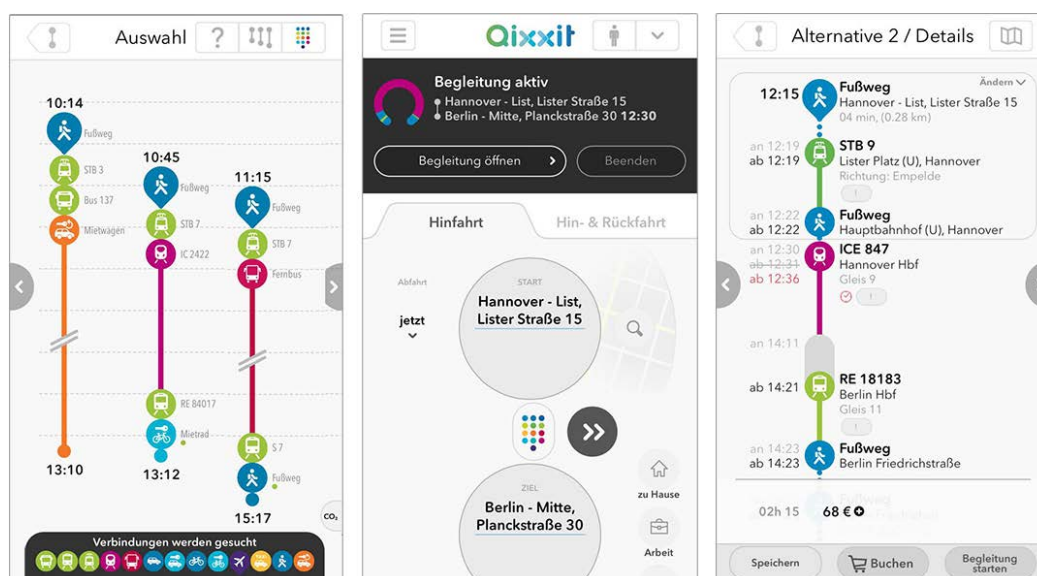 Auswahl ?
10:14
Fußweg
STB 3
Bus 137
Mietwagen
13:10
10:45
Fußweg
STB 7
IC 2422
RE 84017
Mietrad
13:12
11:15
Fußweg
STB 7
Fernbus
S 7
Fußweg
15:17
CO₂
Verbindungen werden gesucht
TAXI
Qixxit
Begleitung aktiv
Hannover - List, Lister Straße 15
Berlin - Mitte, Planckstraße 30 12:30
Begleitung öffnen
Beenden
Hinfahrt
Hin- & Rückfahrt
Abfahrt
jetzt
START
Hannover - List,
Lister Straße 15
ZIEL
Berlin - Mitte,
Planckstraße 30
zu Hause
Arbeit
Alternative 2 / Details
Ändern
12:15 Fußweg
Hannover - List, Lister Straße 15
04 min, (0.28 km)
an 12:19 STB 9
ab 12:19 Lister Platz (U), Hannover
Richtung: Empelde
!
an 12:22 Fußweg
ab 12:22 Hauptbahnhof (U), Hannover
an 12:30 ICE 847
ab 12:31 Hannover Hbf
ab 12:36 Gleis 9
!
an 14:11
RE 18183
ab 14:21 Berlin Hbf
Gleis 11
!
an 14:23 Fußweg
ab 14:23 Berlin Friedrichstraße
Fußweg
02h 15 68 €
Speichern
Buchen
Begleitung
starten